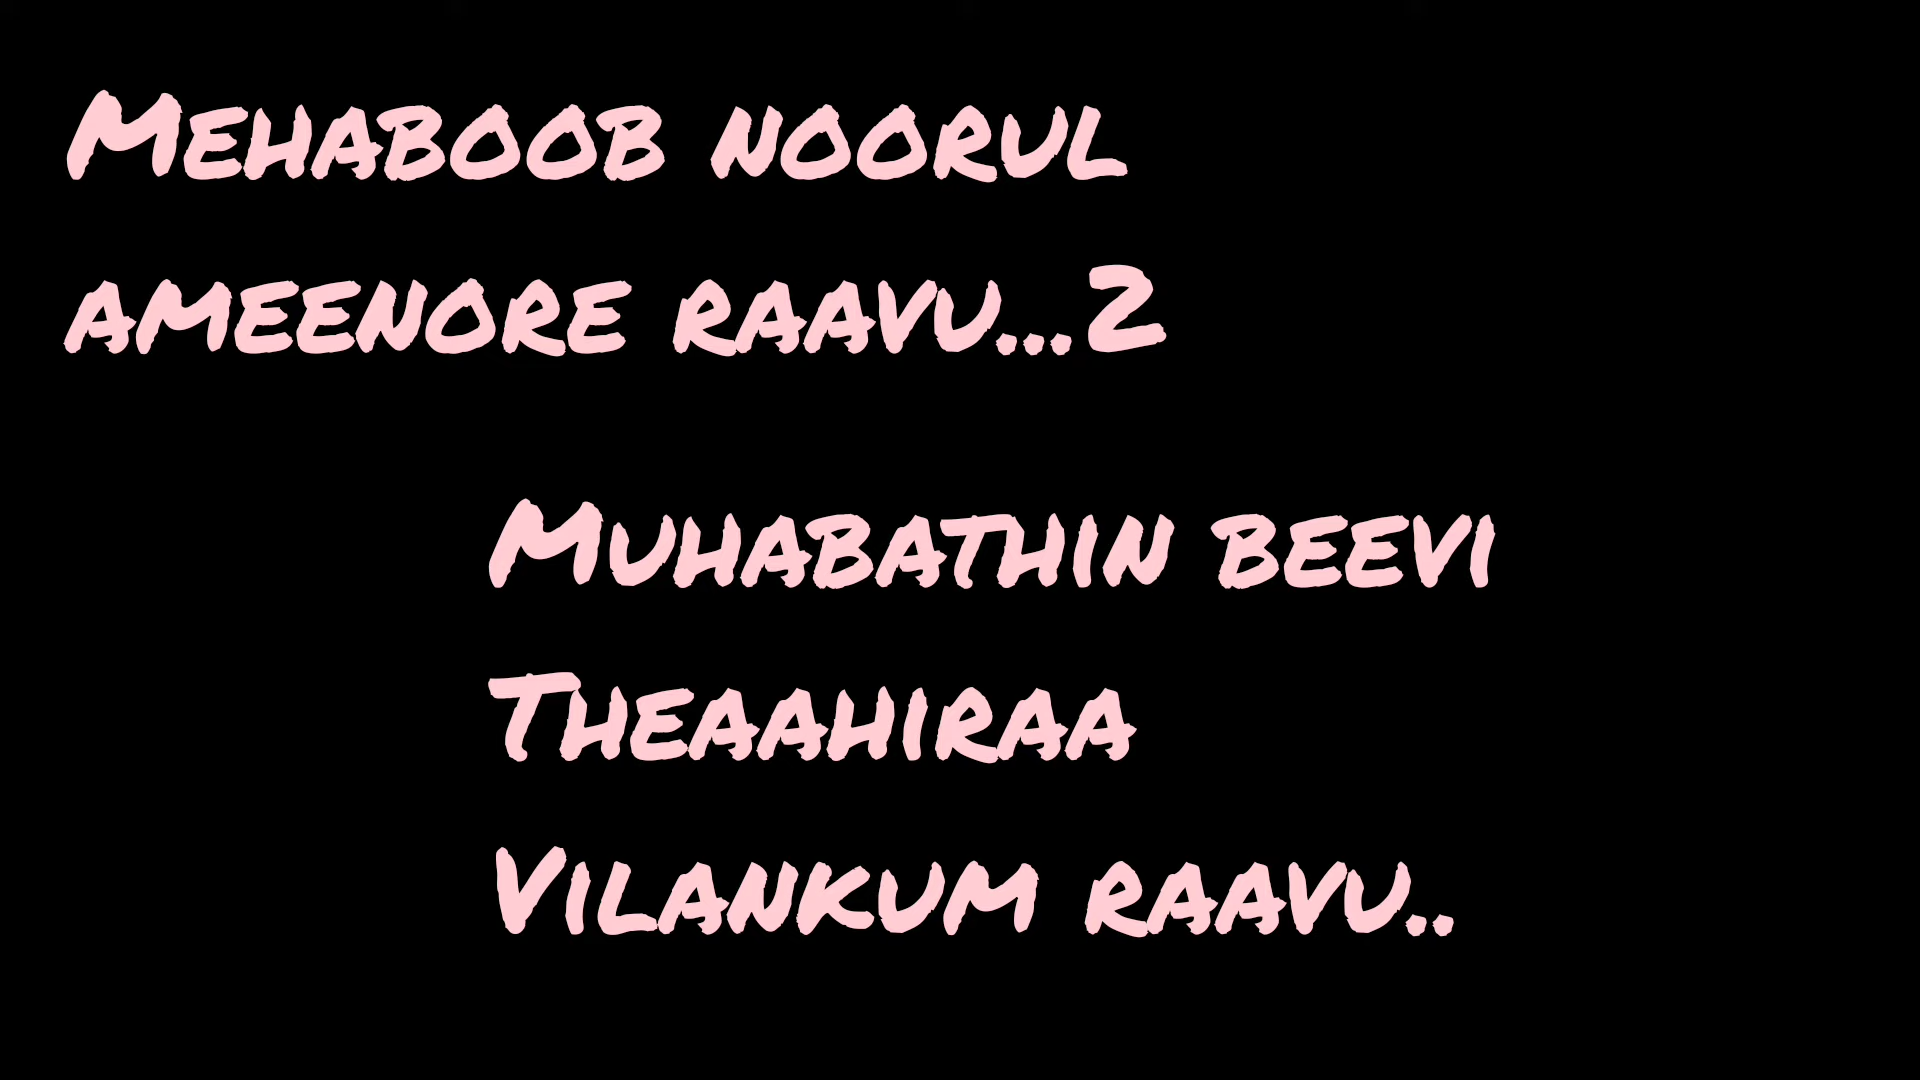 Mehaboob noorul
ameenore raavu...2
Muhabathin beevi
Theaahiraa
Vilankum raavu..